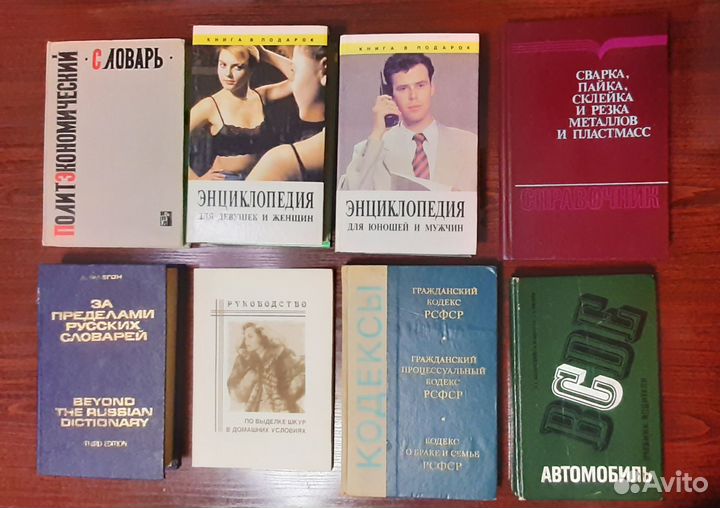 ПОЛИТЭКОНОМИЧЕСКИЙ
СЛОВАРЬ
КНИГА В ПОДАРОК
ЭНЦИКЛОПЕДИЯ
ДЛЯ ДЕВУШЕК И ЖЕНЩИН
КНИГА В ПОДАРОК
ЭНЦИКЛОПЕДИЯ
ДЛЯ ЮНОШЕЙ И МУЖЧИН
СВАРКА,
ПАЙКА,
СКЛЕЙКА
И РЕЗКА
МЕТАЛЛОВ
И ПЛАСТМАСС
СПРАВОЧНИК
А. ФЛЕГОН
ЗА
ПРЕДЕЛАМИ
РУССКИХ
СЛОВАРЕЙ
BEYOND
THE RUSSIAN
DICTIONARY
THIRD EDITION
РУКОВОДСТВО
ПО ВЫДЕЛКЕ ШКУР
В ДОМАШНИХ УСЛОВИЯХ
КОДЕКСЫ
ГРАЖДАНСКИЙ
КОДЕКС
РСФСР
ГРАЖДАНСКИЙ
ПРОЦЕССУАЛЬНЫЙ
КОДЕКС
РСФСР
КОДЕКС
О БРАКЕ И СЕМЬЕ
РСФСР
BCDE
АВТОМОБИЛЬ
Avito